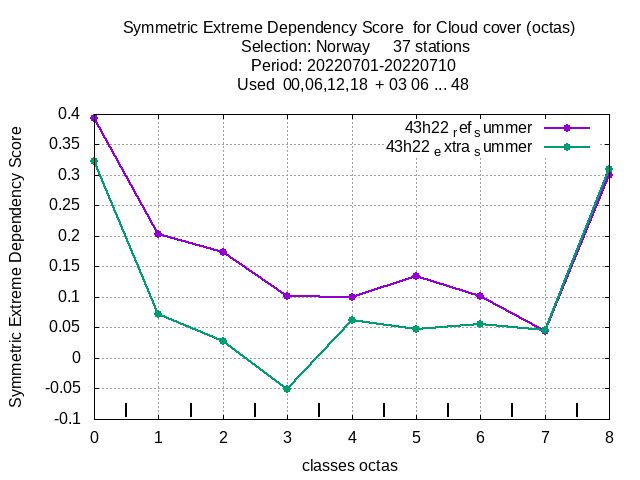 Symmetric Extreme Dependency Score  for Cloud cover (octas)
Selection: Norway     37 stations
Period: 20220701-20220710
Used  00,06,12,18  + 03 06 ... 48
43h22 ref summer
43h22 extra summer
Symmetric Extreme Dependency Score
0.4
0.35
0.3
0.25
0.2
0.15
0.1
0.05
0
-0.05
-0.1
0 1 2 3 4 5 6 7 8
classes octas